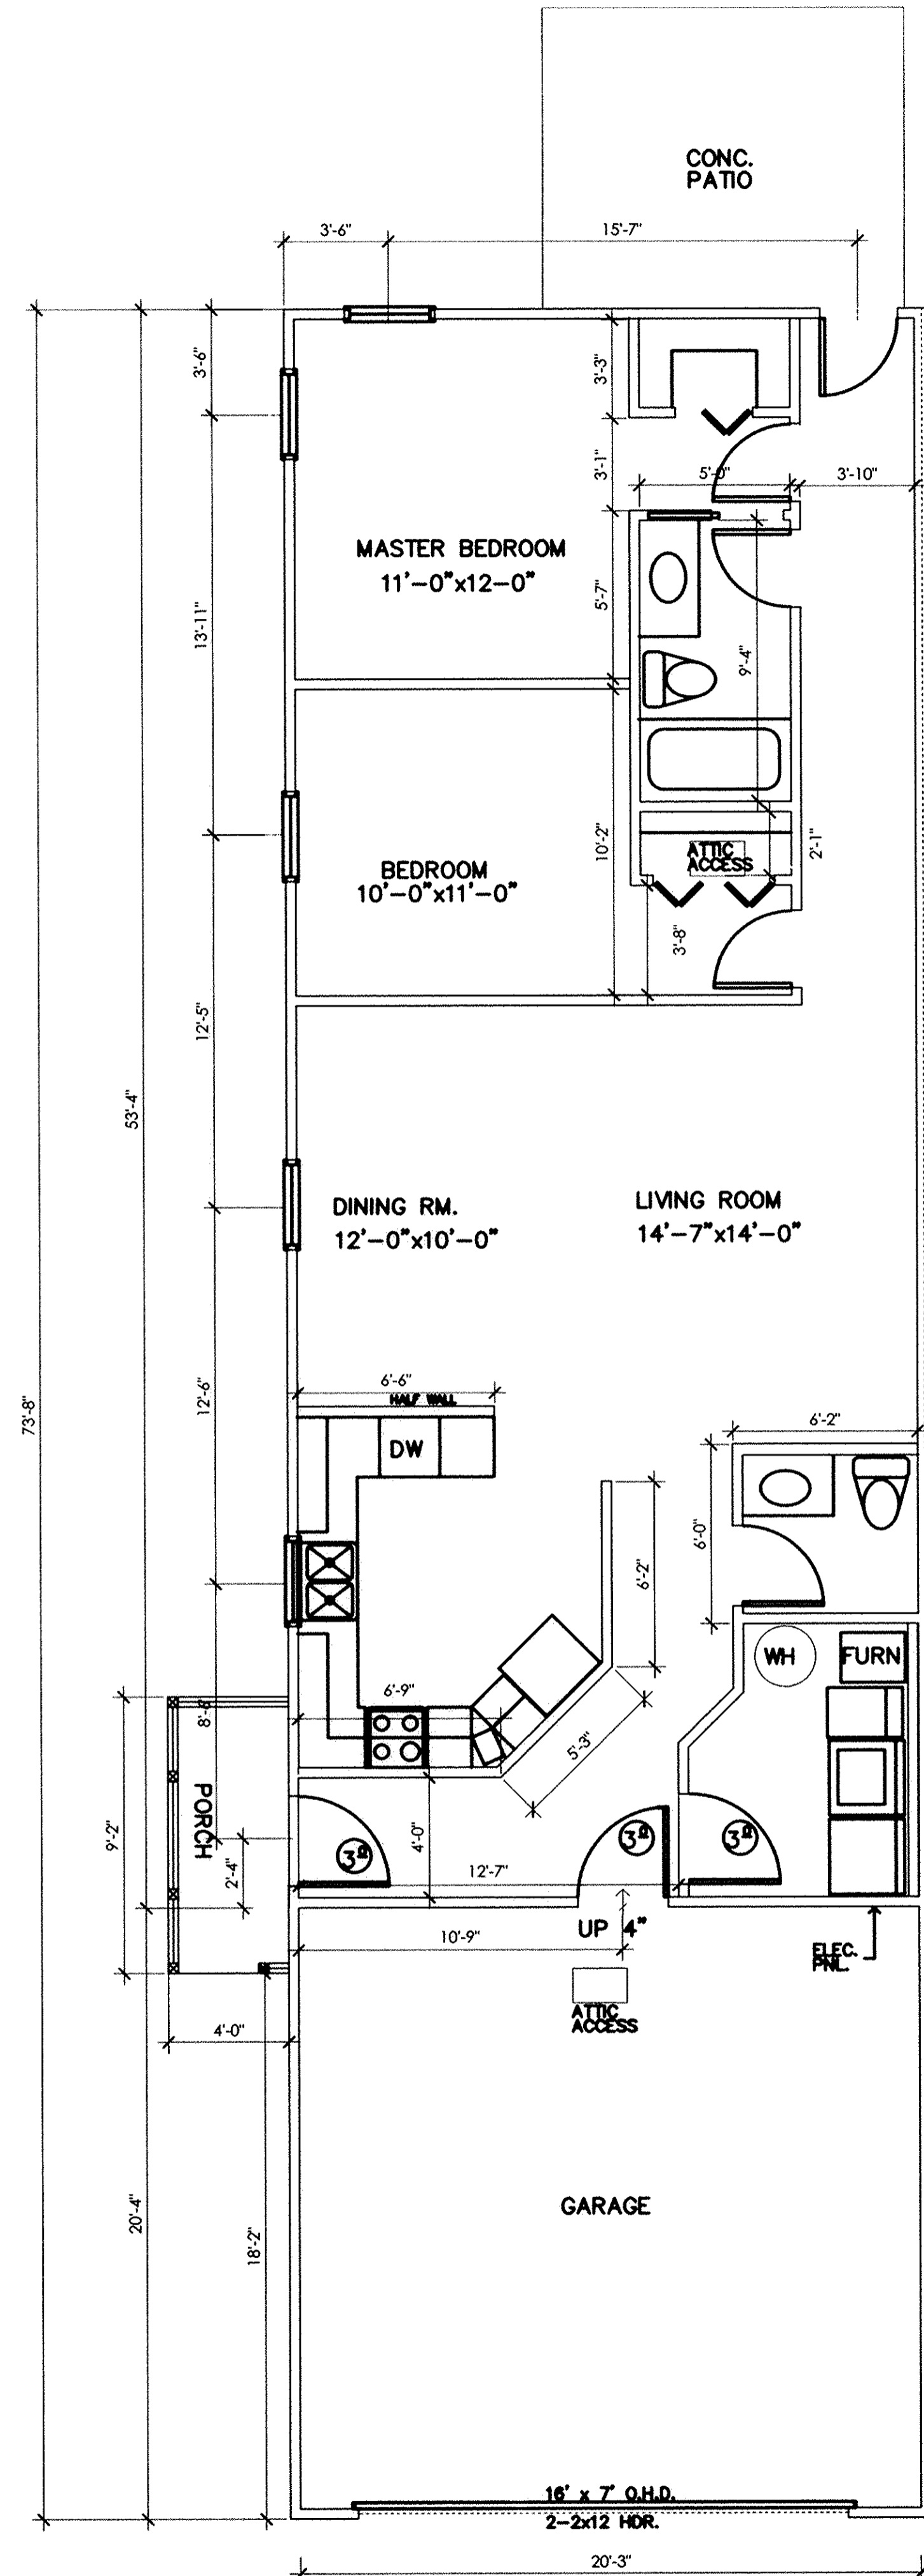 CONC.
PATIO
3'-6"
15'-7"
3'-6"
3'-3"
3'-1"
5'-0"
3'-10"
MASTER BEDROOM
11'-0"x12-0"
5'-7"
13'-11"
9'-4"
10'-2"
2'-1"
ATTIC
ACCESS
BEDROOM
10'-0"x11'-0"
3'-8"
12'-5"
53'-4"
DINING RM.
12'-0"x10'-0"
LIVING ROOM
14'-7"x14'-0"
73'-8"
12'-6"
6'-6"
HALF WALL
DW
6'-2"
6'-0"
6'-2"
WH
FURN
6'-9"
8'-8"
5'-3"
PORCH
9'-2"
2'-4"
3⁰
4'-0"
3⁰
3⁰
12'-7"
10'-9"
UP 4"
ELEC.
PNL.
ATTIC
ACCESS
4'-0"
20'-4"
18'-2"
GARAGE
16' x 7' O.H.D.
2-2x12 HDR.
20'-3"